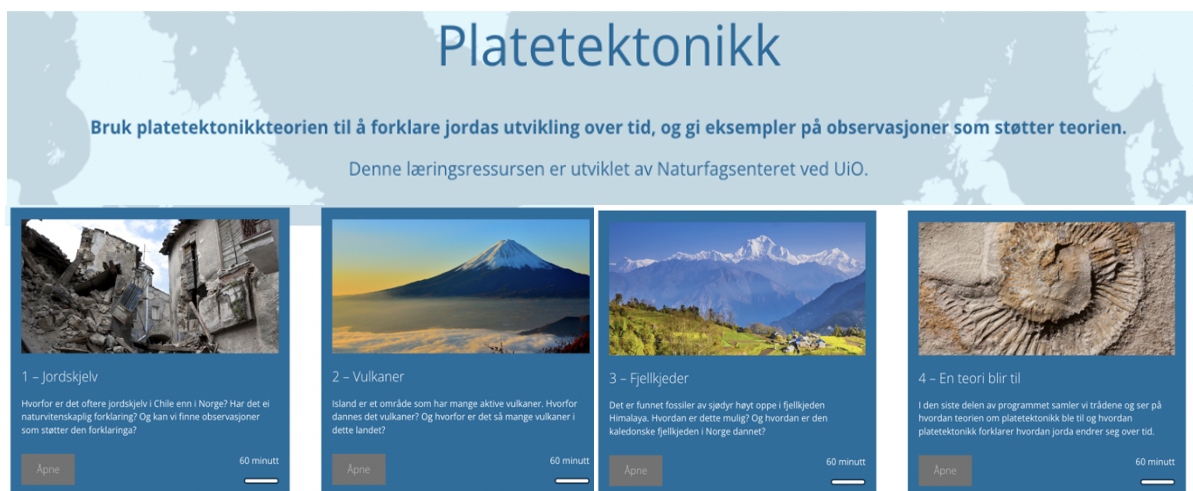 Platetektonikk
Bruk platetektonikkteorien til å forklare jordas utvikling over tid, og gi eksempler på observasjoner som støtter teorien.
Denne læringsressursen er utviklet av Naturfagsenteret ved UiO.
1 – Jordskjelv
Hvorfor er det oftere jordskjelv i Chile enn i Norge? Har det ei
naturvitenskaplig forklaring? Og kan vi finne observasjoner
som støtter den forklaringa?
60 minutt
Åpne
2 – Vulkaner
Island er et område som har mange aktive vulkaner. Hvorfor
dannes det vulkaner? Og hvorfor er det så mange vulkaner i
dette landet?
60 minutt
Åpne
3 – Fjellkjeder
Det er funnet fossiler av sjødyr høyt oppe i fjellkjeden
Himalaya. Hvordan er dette mulig? Og hvordan er den
kaledonske fjellkjeden i Norge dannet?
60 minutt
Åpne
4 – En teori blir til
I den siste delen av programmet samler vi trådene og ser på
hvordan teorien om platetektonikk ble til og hvordan
platetektonikk forklarer hvordan jorda endrer seg over tid.
60 minutt
Åpne